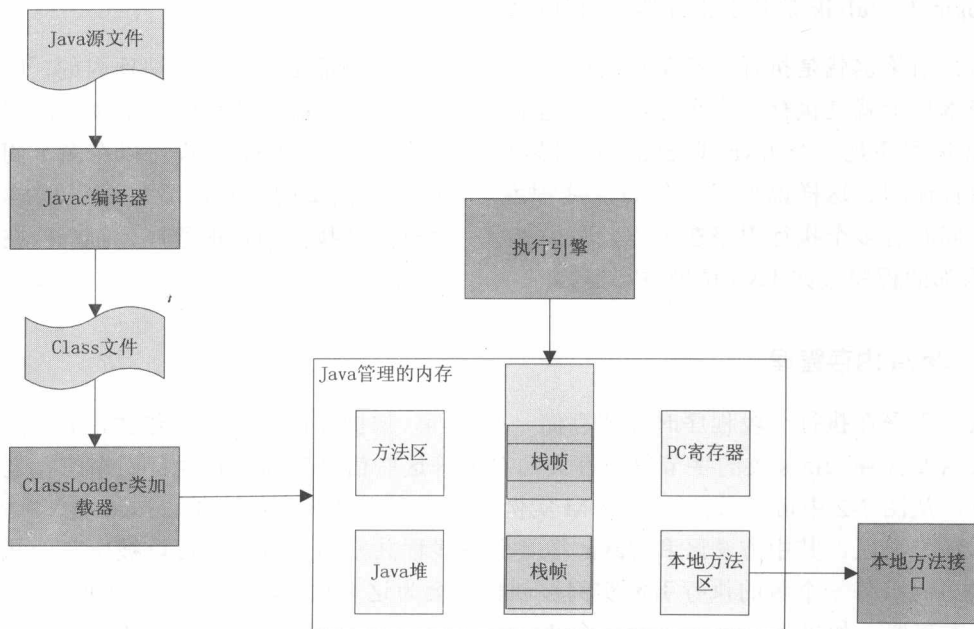 Java源文件
Javac编译器
Class文件
ClassLoader类加
载器
执行引擎
Java管理的内存
方法区
栈帧
PC寄存器
Java堆
栈帧
本地方法
区
本地方法接
口